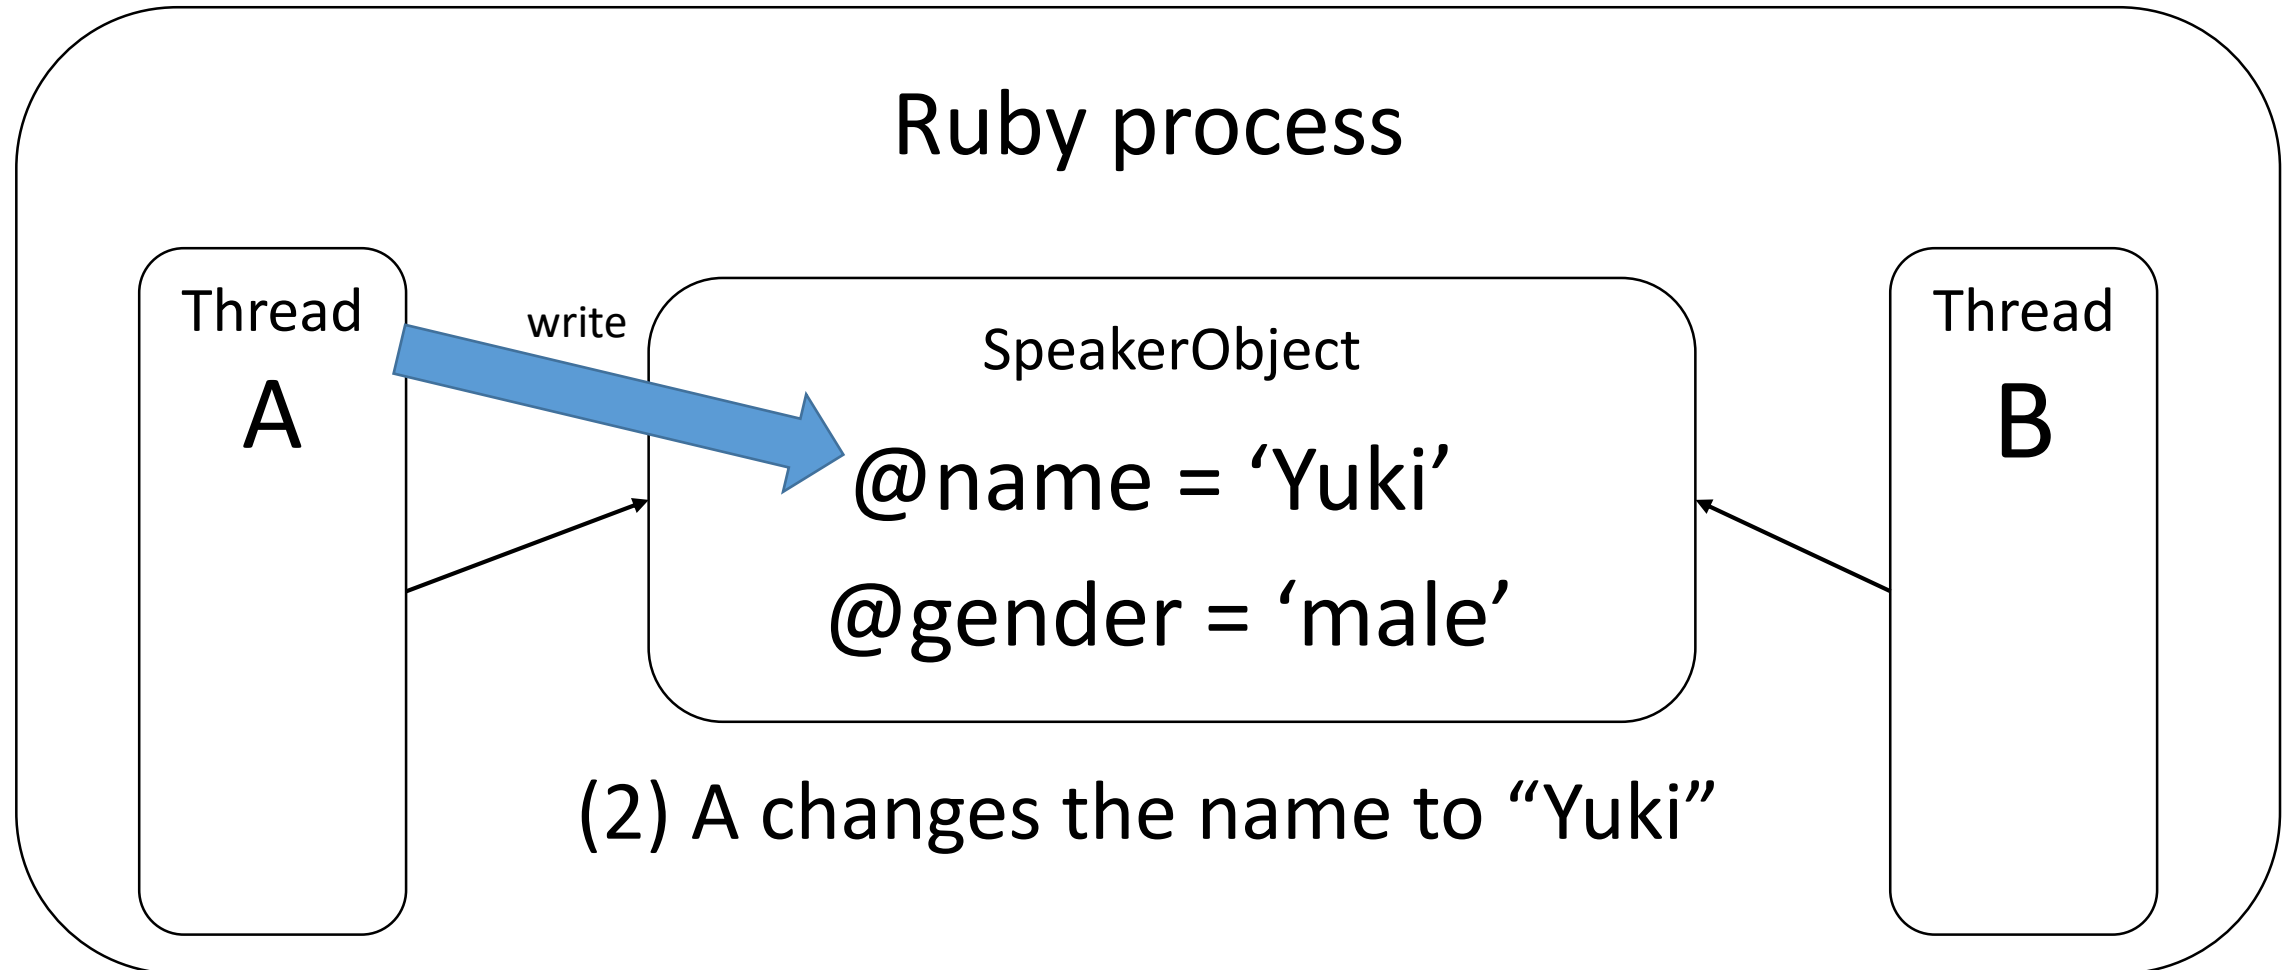 Ruby process
Thread
A
write
SpeakerObject
@name = ‘Yuki’
@gender = ‘male’
Thread
B
(2) A changes the name to “Yuki”